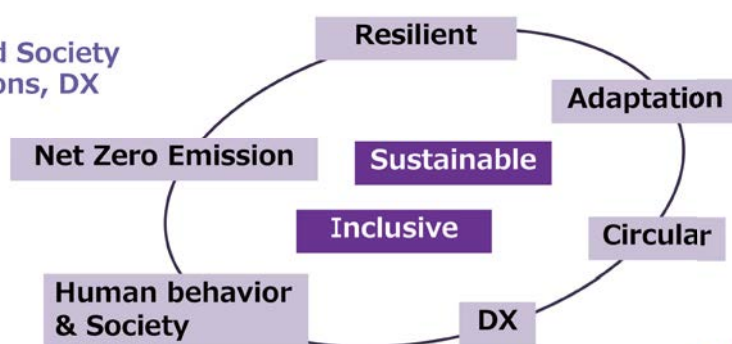 d Society
ons, DX
Resilient
Adaptation
Net Zero Emission
Sustainable
Inclusive
Circular
Human behavior
& Society
DX